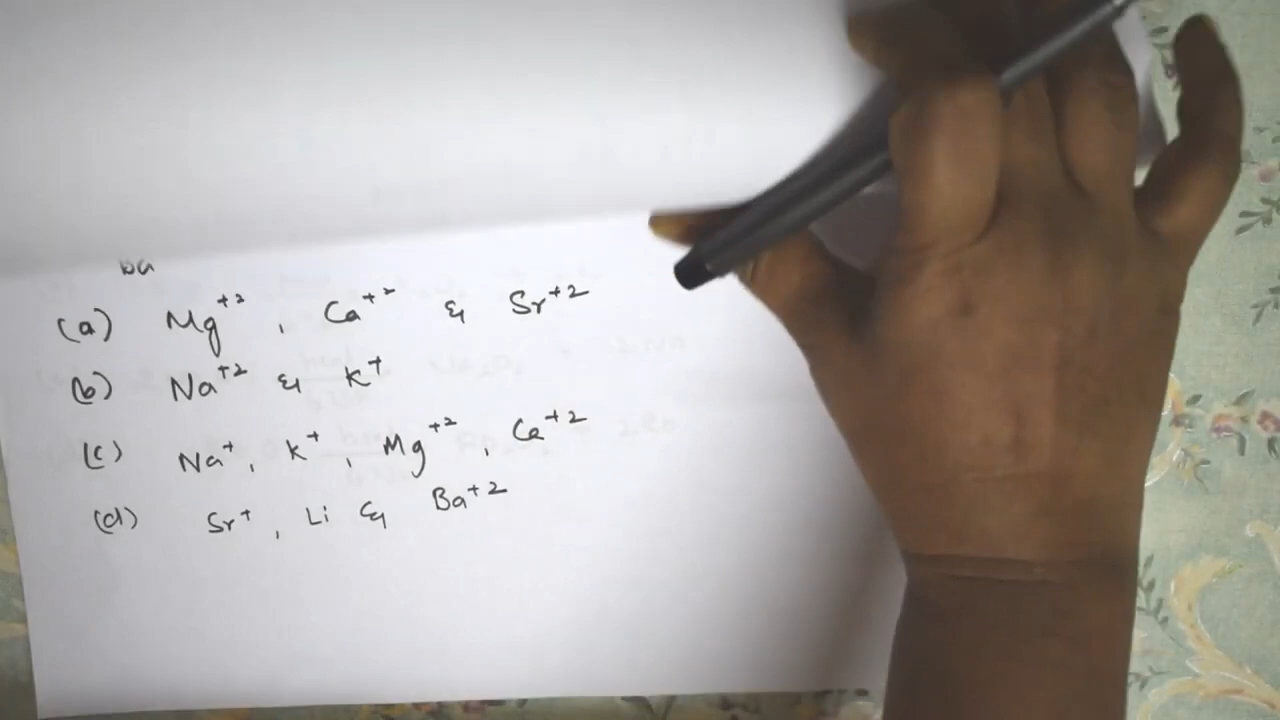 (a) Mg+2 , Ca+2 & Sr+2
(b) Na+2 & K+
(c) Na+, K+, Mg+2, Ca+2
(d) Sr+, Li & Ba+2